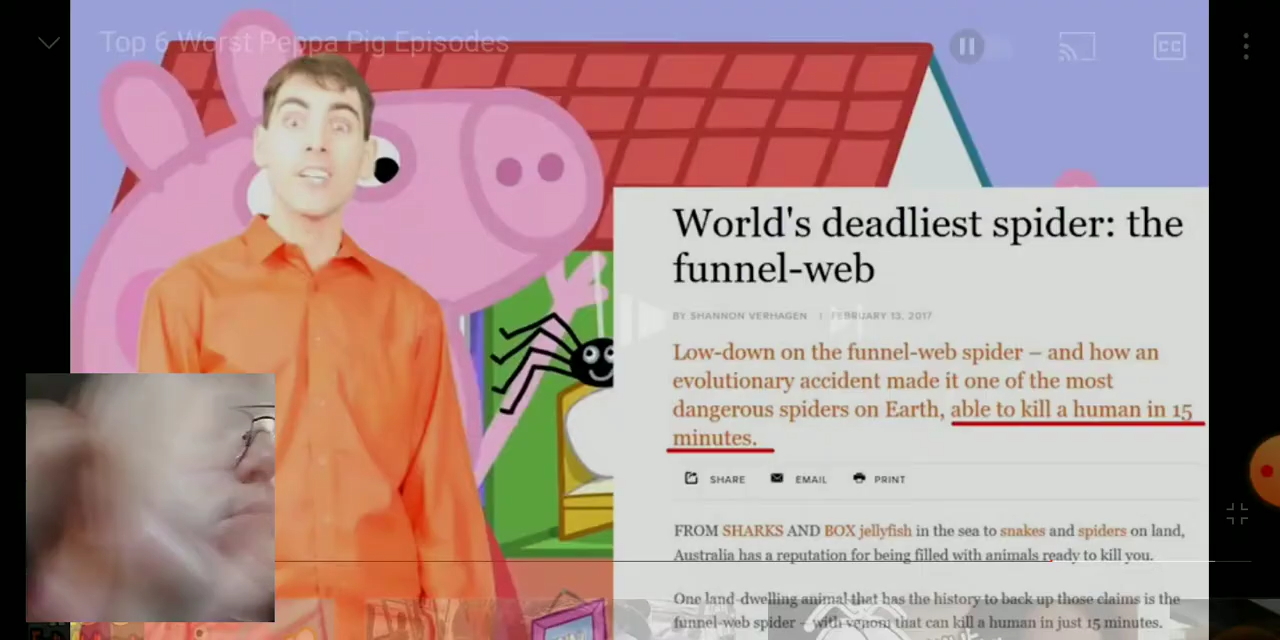 Top 6 Worst Peppa Pig Episodes
CC
World's deadliest spider: the
funnel-web
BY SHANNON VERHAGEN | FEBRUARY 13, 2017
Low-down on the funnel-web spider – and how an
evolutionary accident made it one of the most
dangerous spiders on Earth, able to kill a human in 15
minutes.
SHARE EMAIL PRINT
FROM SHARKS AND BOX jellyfish in the sea to snakes and spiders on land,
Australia has a reputation for being filled with animals ready to kill you.
One land-dwelling animal that has the history to back up those claims is the
funnel-web spider – with venom that can kill a human in just 15 minutes.